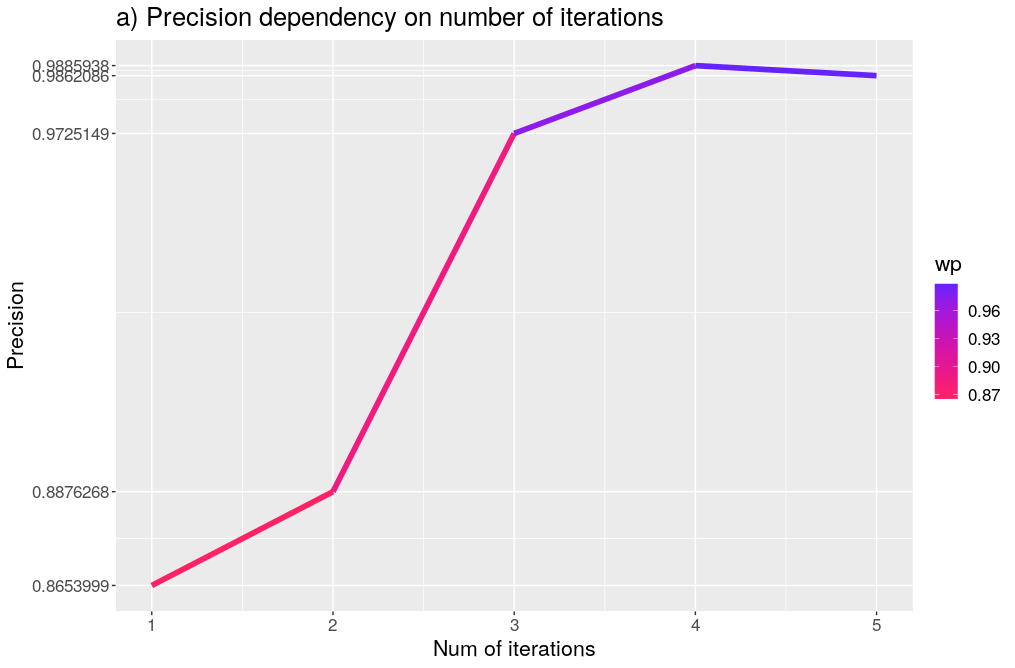 a) Precision dependency on number of iterations
0.9885938
0.9862086
0.9725149
0.8876268
0.8653999
Precision
1 2 3 4 5
Num of iterations
wp
0.96
0.93
0.90
0.87